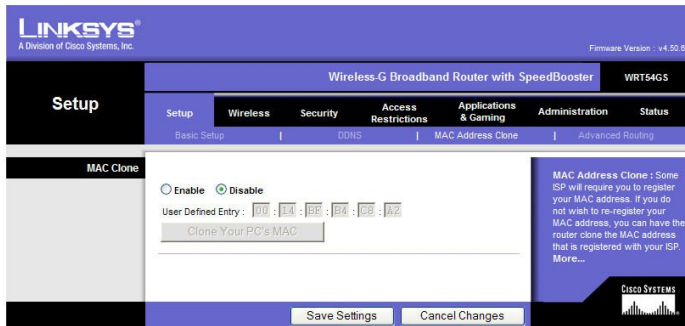 LINKSYS®
A Division of Cisco Systems, Inc.
Firmware Version : v4.50.6
Wireless-G Broadband Router with SpeedBooster WRT54GS
Setup
Setup Wireless Security Access Restrictions Applications & Gaming Administration Status
Basic Setup | DDNS | MAC Address Clone | Advanced Routing
MAC Clone
Enable Disable
User Defined Entry : 00 : 14 : BF : B4 : C8 : A2
Clone Your PC's MAC
MAC Address Clone : Some
ISP will require you to register
your MAC address. If you do
not wish to re-register your
MAC address, you can have the
router clone the MAC address
that is registered with your ISP.
More...
CISCO SYSTEMS
Save Settings Cancel Changes